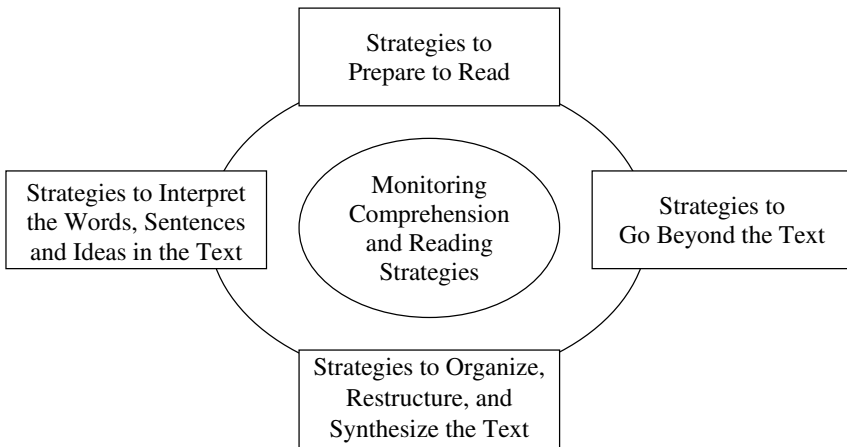 Strategies to
Prepare to Read
Strategies to Interpret
the Words, Sentences
and Ideas in the Text
Monitoring
Comprehension
and Reading
Strategies
Strategies to
Go Beyond the Text
Strategies to Organize,
Restructure, and
Synthesize the Text